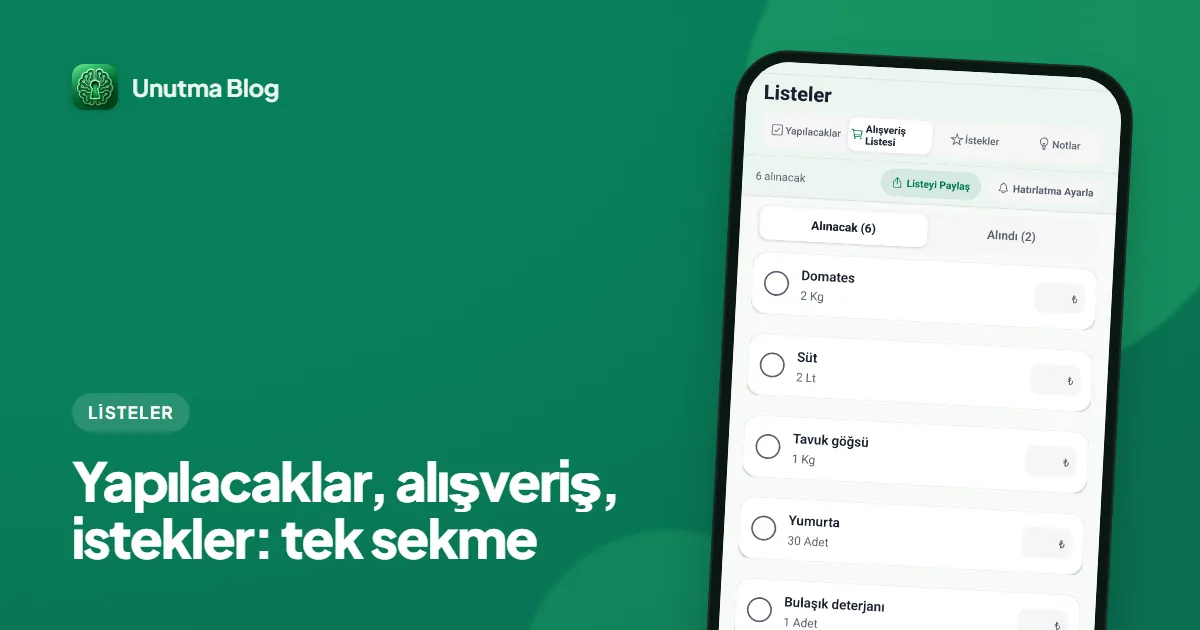 Unutma Blog
LİSTELER
Yapılacaklar, alışveriş,
istekler: tek sekme
Listeler
Yapılacaklar
Alışveriş
Listesi
İstekler
Notlar
6 alınacak
Listeyi Paylaş
Hatırlatma Ayarla
Alınacak (6)
Alındı (2)
Domates
2 Kg
₺
Süt
2 Lt
₺
Tavuk göğsü
1 Kg
₺
Yumurta
30 Adet
₺
Bulaşık deterjanı
1 Adet
₺